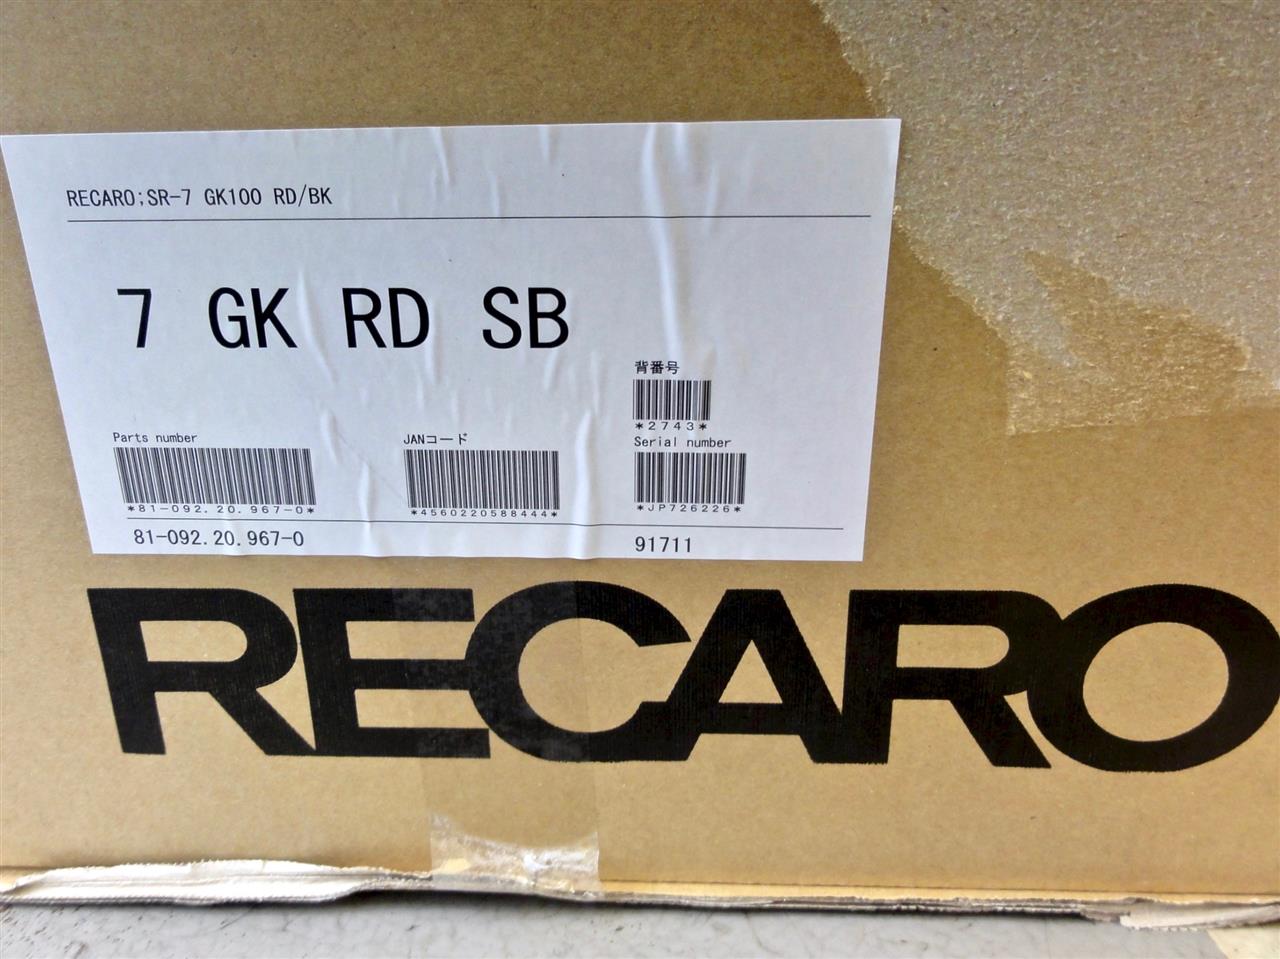 RECARO;SR-7 GK100 RD/BK
7 GK RD SB
背番号
*2743*
Parts number
JANコード
Serial number
*81-092.20.967-0*
*4560220588444*
*JP726226*
81-092.20.967-0
91711
RECARO